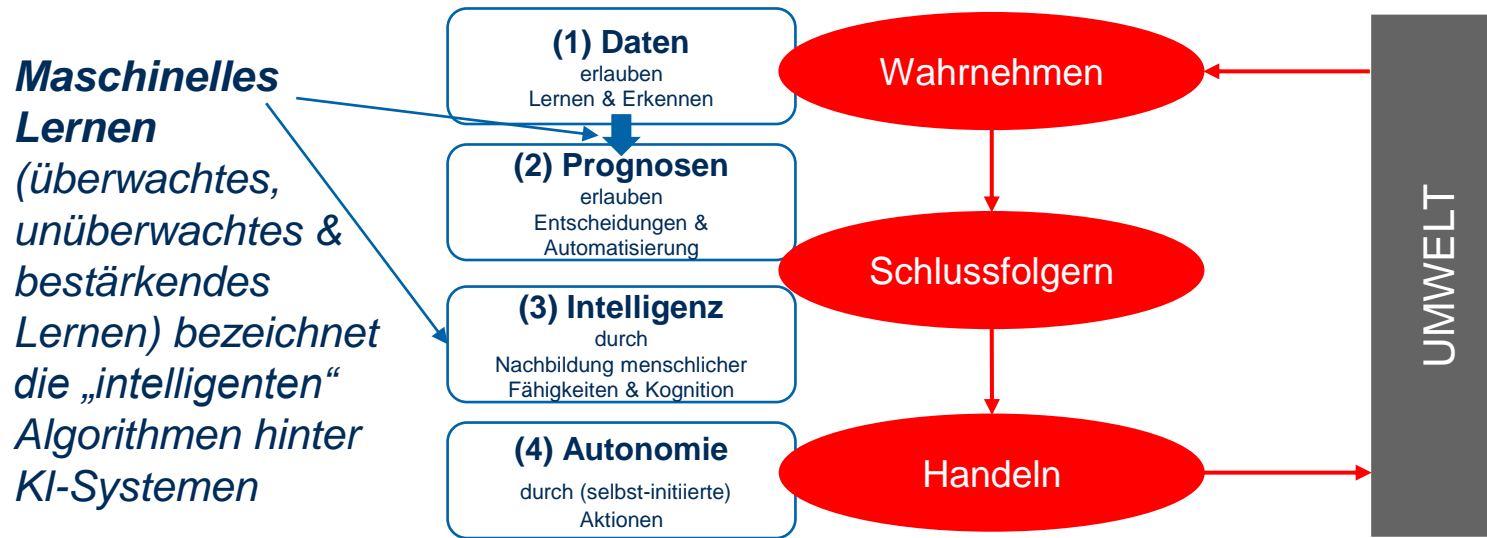 Maschinelles
Lernen
(überwachtes,
unüberwachtes &
bestärkendes
Lernen) bezeichnet
die „intelligenten“
Algorithmen hinter
KI-Systemen
(1) Daten
erlauben
Lernen & Erkennen
(2) Prognosen
erlauben
Entscheidungen &
Automatisierung
(3) Intelligenz
durch
Nachbildung menschlicher
Fähigkeiten & Kognition
(4) Autonomie
durch (selbst-initiierte)
Aktionen
Wahrnehmen
Schlussfolgern
Handeln
UMWELT